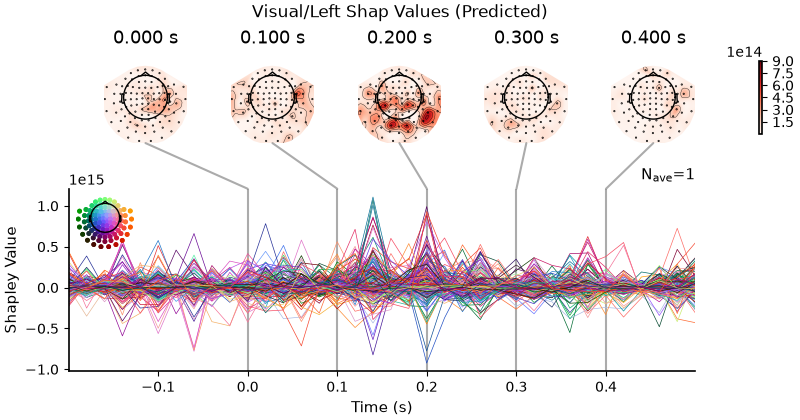 Visual/Left Shap Values (Predicted)
0.000 s 0.100 s 0.200 s 0.300 s 0.400 s
1e14
9.0
7.5
6.0
4.5
3.0
1.5
Nave=1
1e15
1.0
0.5
0.0
−0.5
−1.0
Shapley Value
−0.1 0.0 0.1 0.2 0.3 0.4
Time (s)